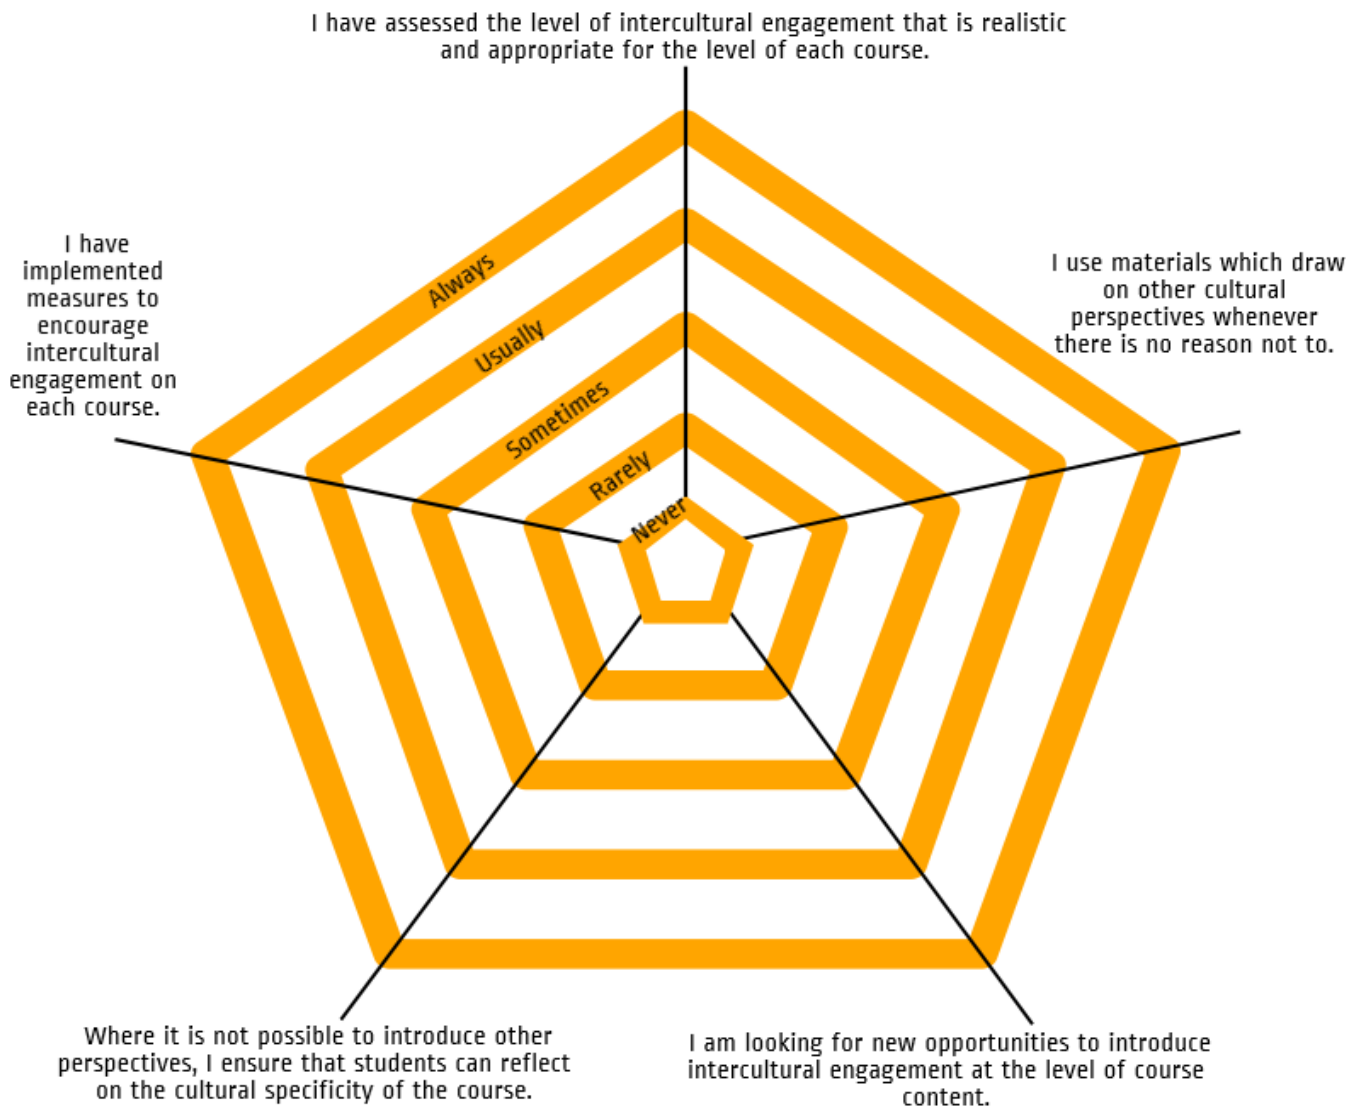 I have assessed the level of intercultural engagement that is realistic
and appropriate for the level of each course.
I have
implemented
measures to
encourage
intercultural
engagement on
each course.
I use materials which draw
on other cultural
perspectives whenever
there is no reason not to.
Always
Usually
Sometimes
Rarely
Never
Where it is not possible to introduce other
perspectives, I ensure that students can reflect
on the cultural specificity of the course.
I am looking for new opportunities to introduce
intercultural engagement at the level of course
content.